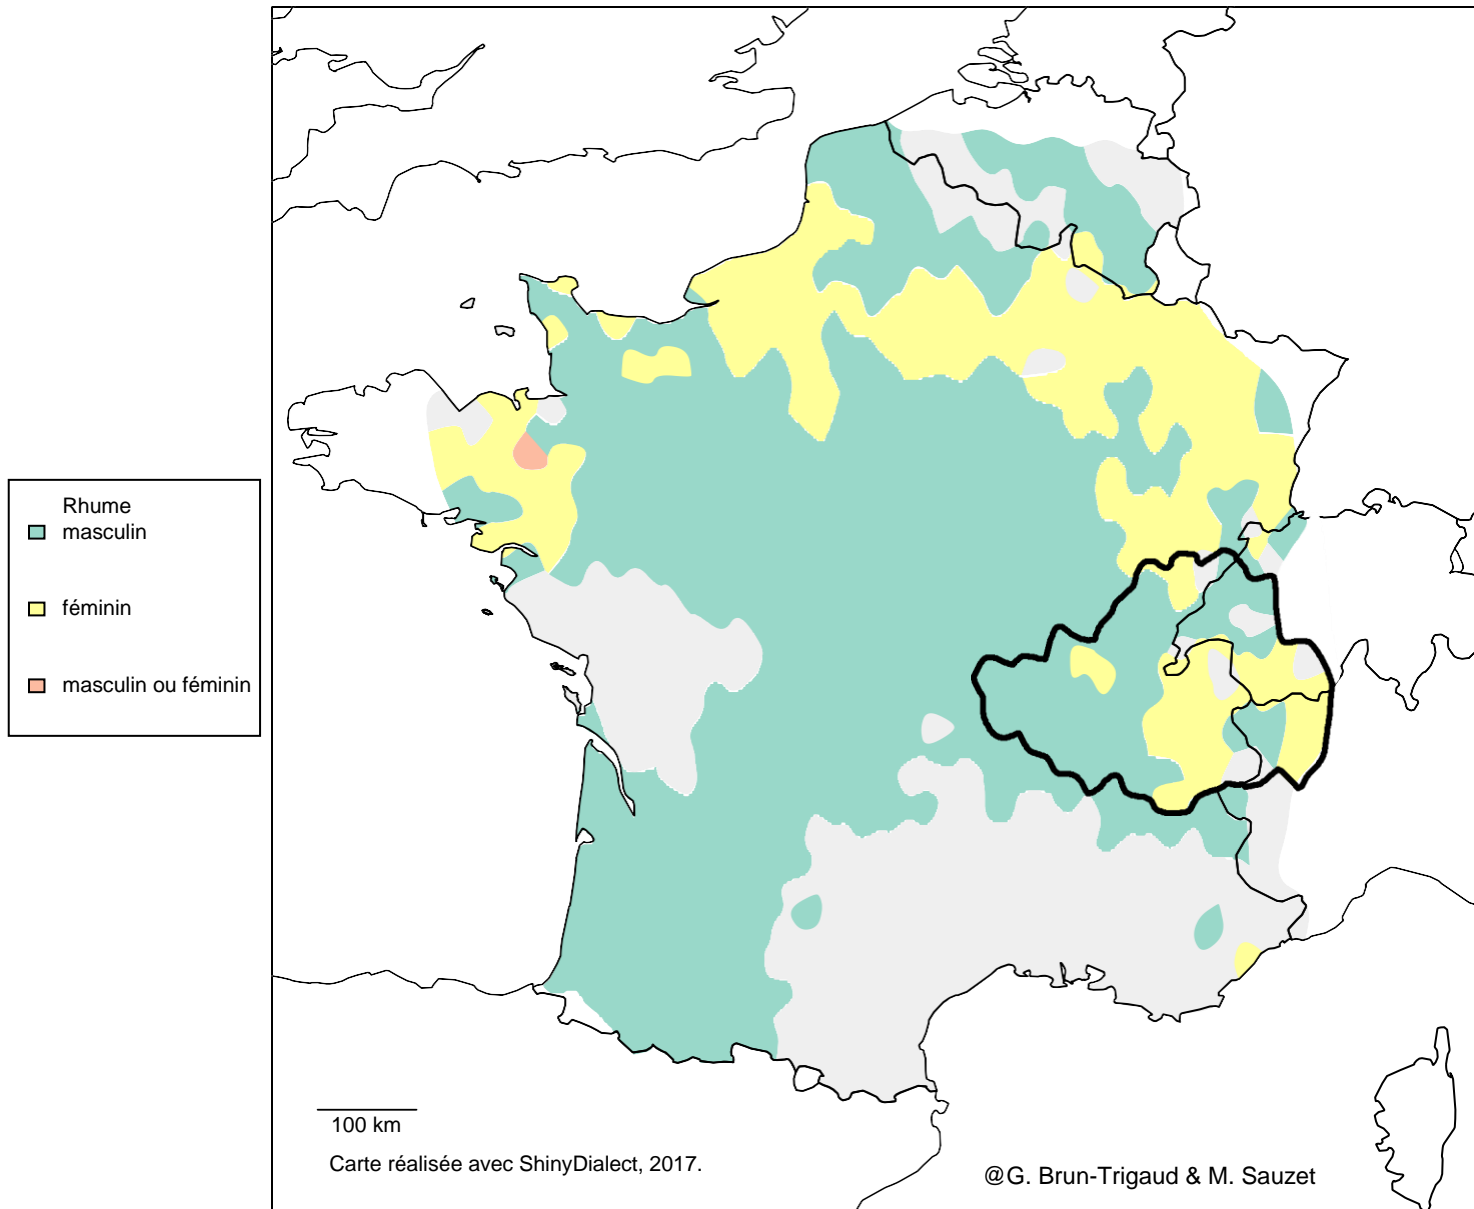 Rhume
masculin
féminin
masculin ou féminin
100 km
Carte réalisée avec ShinyDialect, 2017.
@G. Brun-Trigaud & M. Sauzet